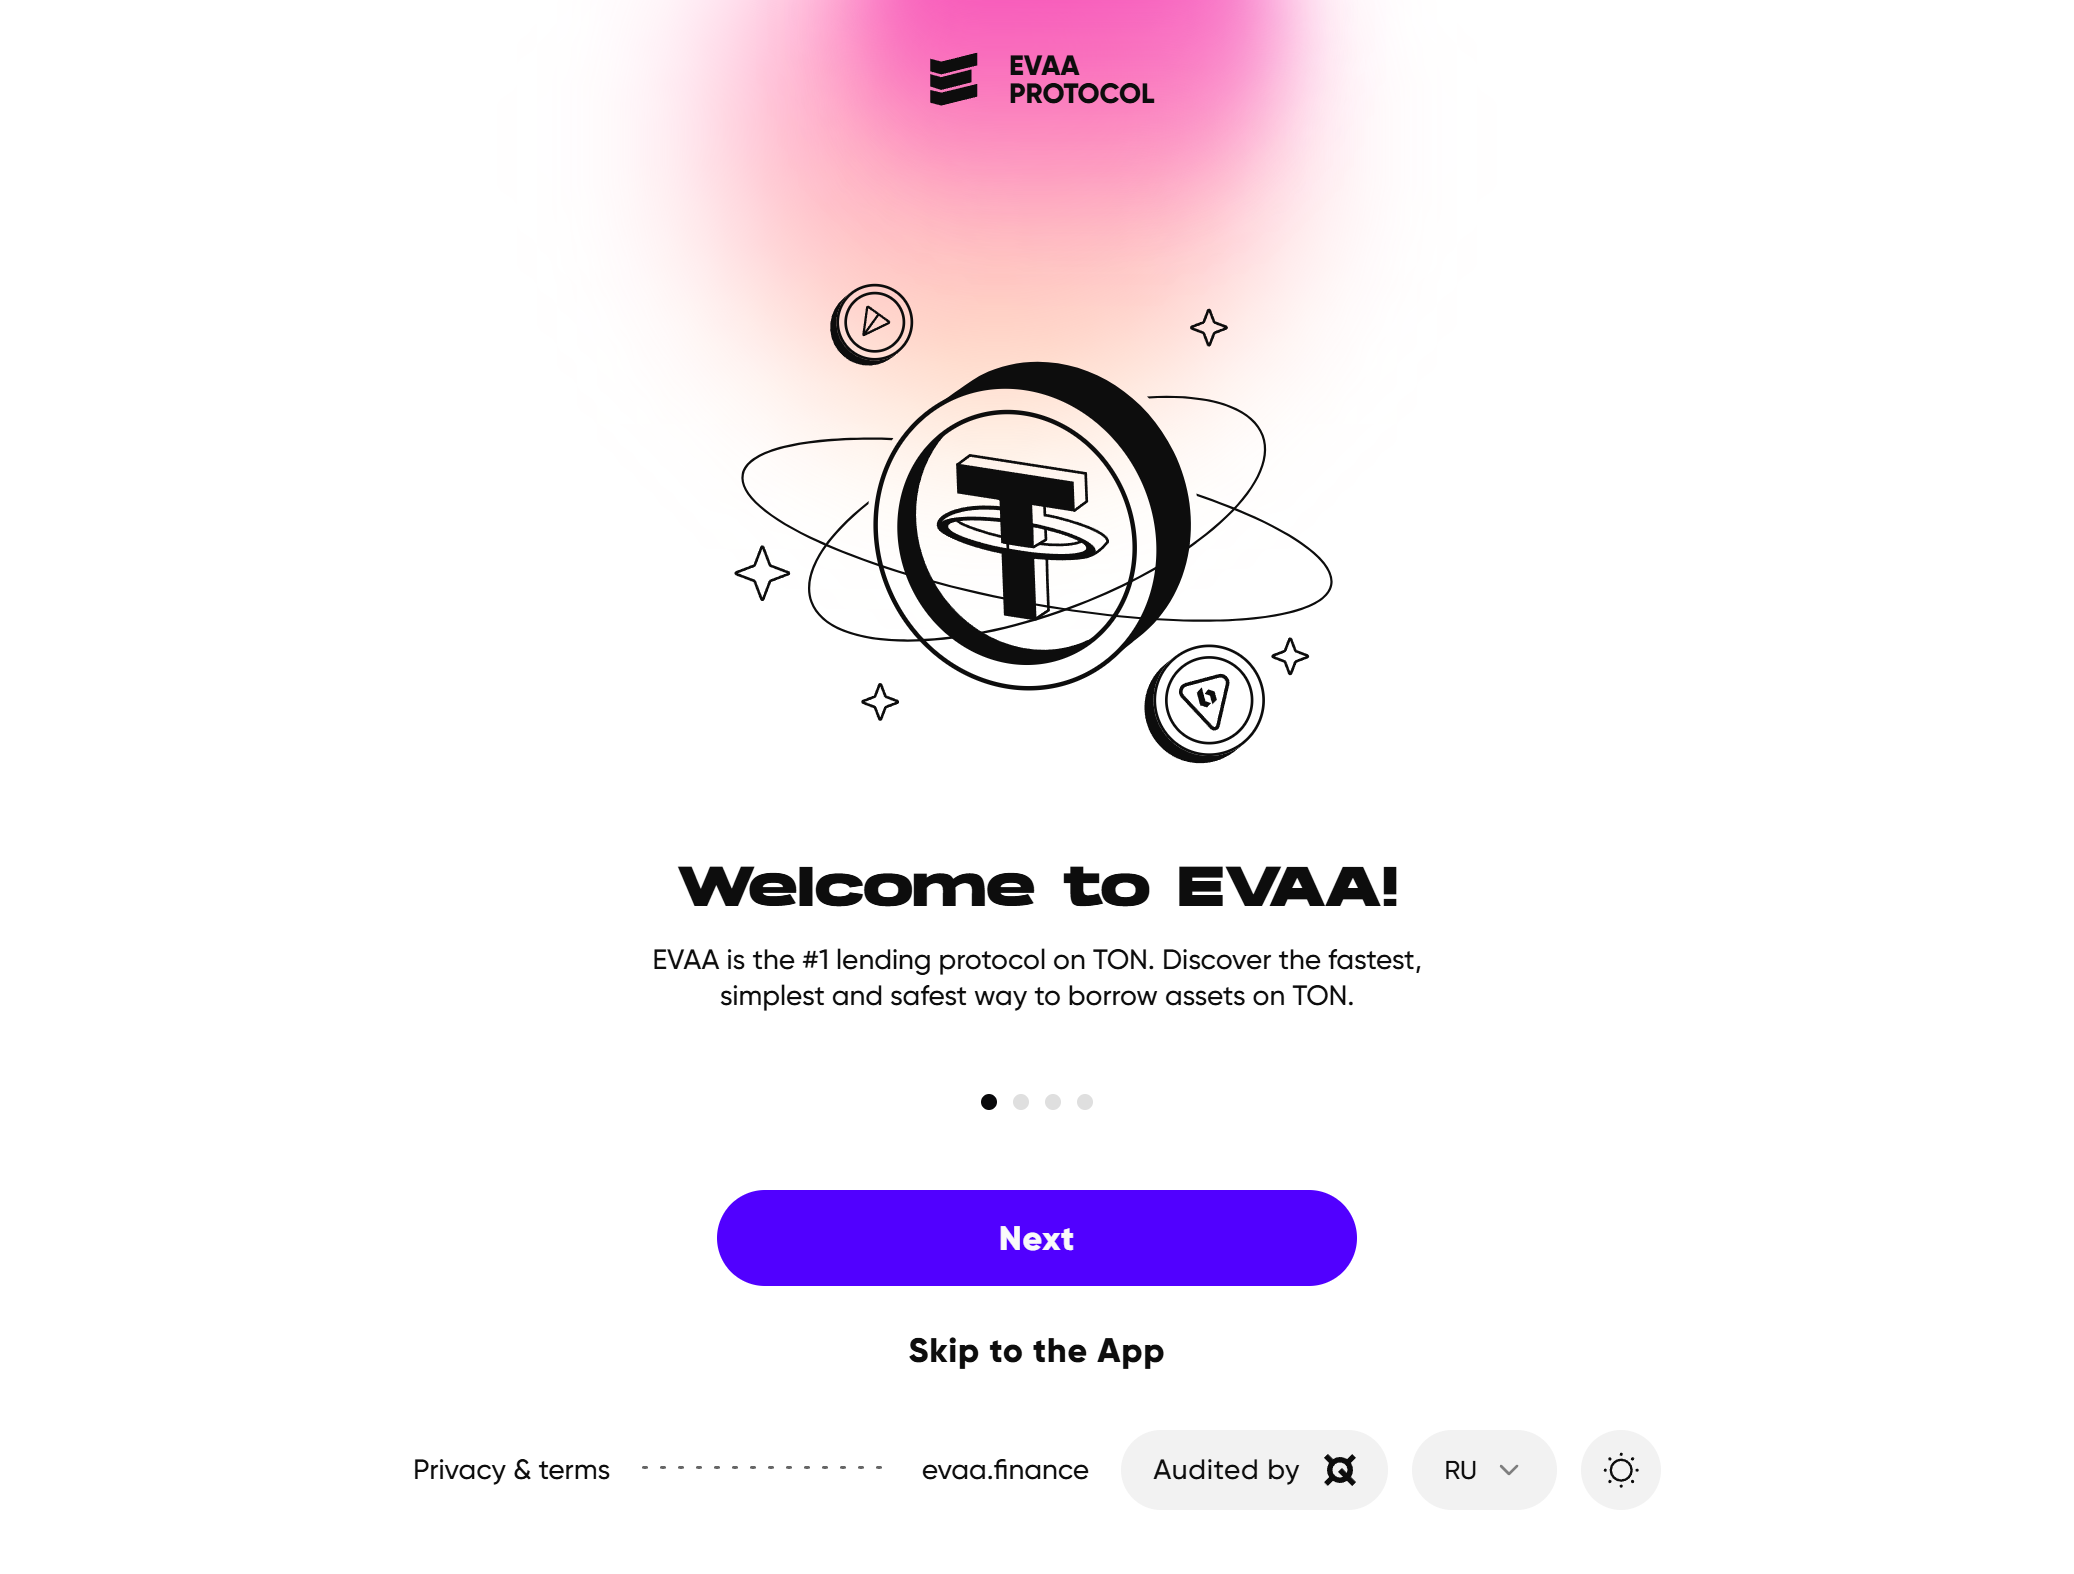 EVAA
PROTOCOL
Welcome to EVAA!
EVAA is the #1 lending protocol on TON. Discover the fastest,
simplest and safest way to borrow assets on TON.
Next
Skip to the App
Privacy & terms
evaa.finance
Audited by
RU